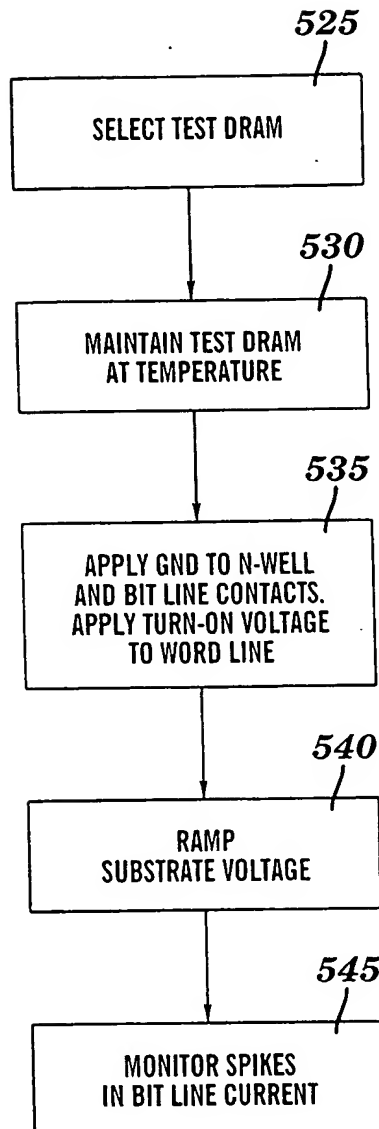 525
SELECT TEST DRAM
530
MAINTAIN TEST DRAM
AT TEMPERATURE
535
APPLY GND TO N-WELL
AND BIT LINE CONTACTS.
APPLY TURN-ON VOLTAGE
TO WORD LINE
540
RAMP
SUBSTRATE VOLTAGE
545
MONITOR SPIKES
IN BIT LINE CURRENT